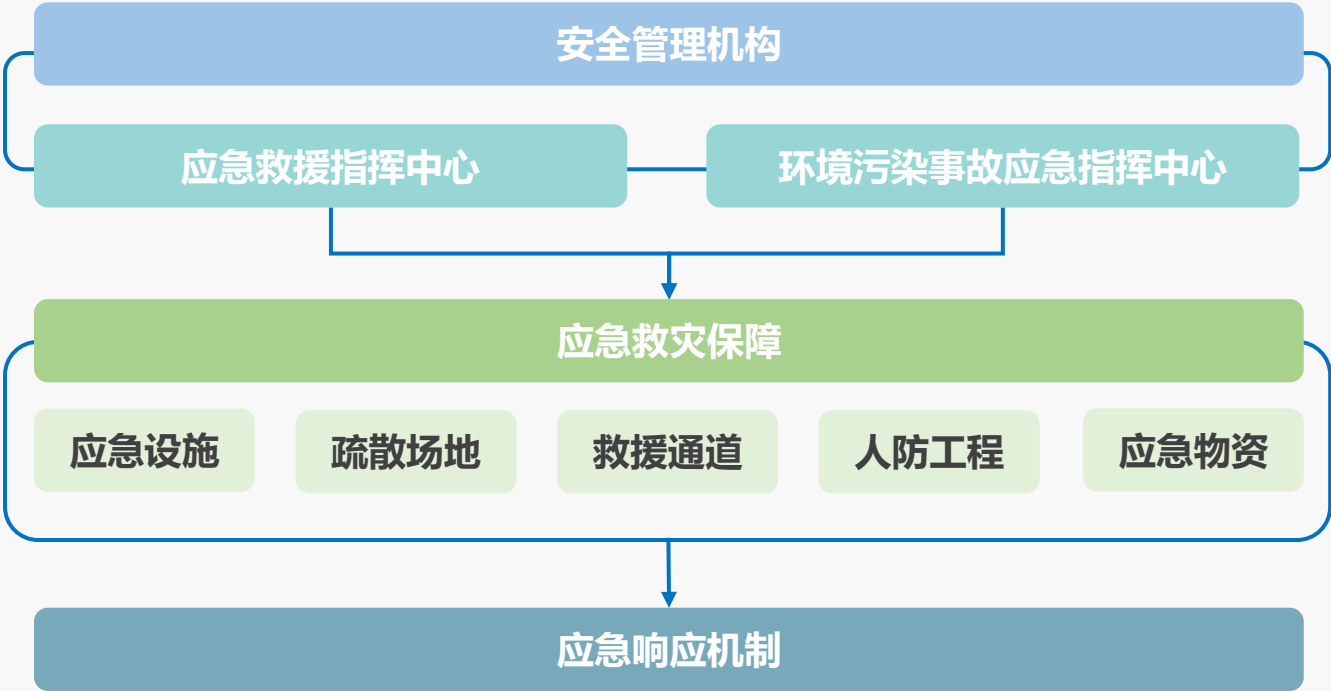 安全管理机构
应急救援指挥中心
环境污染事故应急指挥中心
应急救灾保障
应急设施
疏散场地
救援通道
人防工程
应急物资
应急响应机制